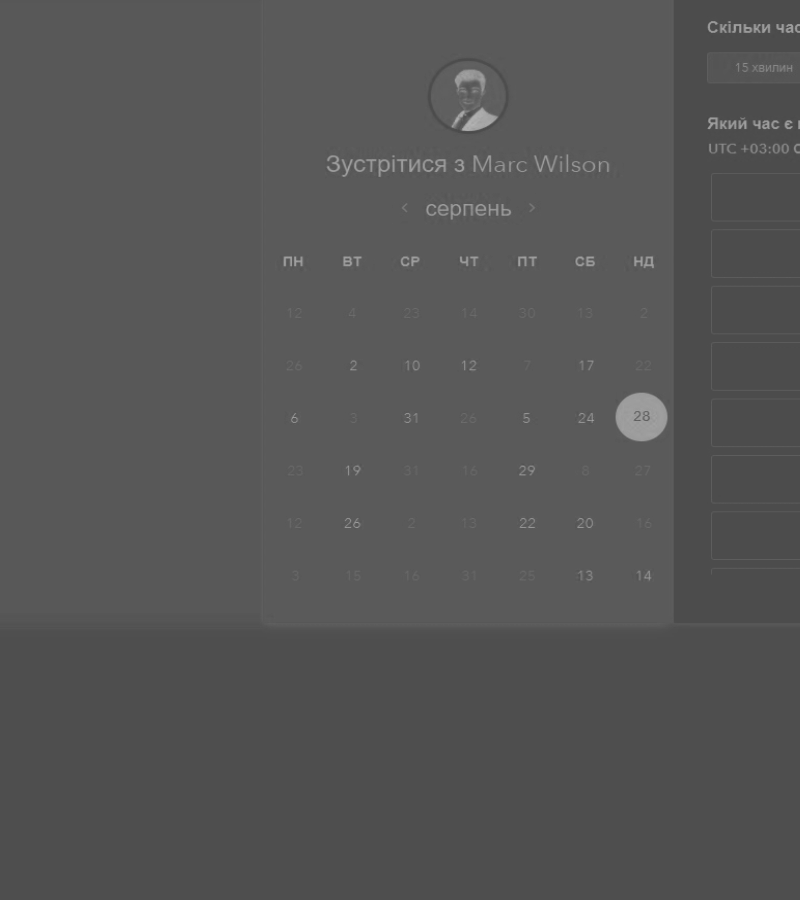 Скільки час
15 хвилин
Зустрітися з Marc Wilson
серпень
Який час є
UTC +03:00
ПН ВТ СР ЧТ ПТ СБ НД
12 4 23 14 30 13 2
26 2 10 12 7 17 22
6 3 31 26 5 24 28
23 19 31 16 29 8 27
12 26 2 13 22 20 16
3 15 16 31 25 13 14